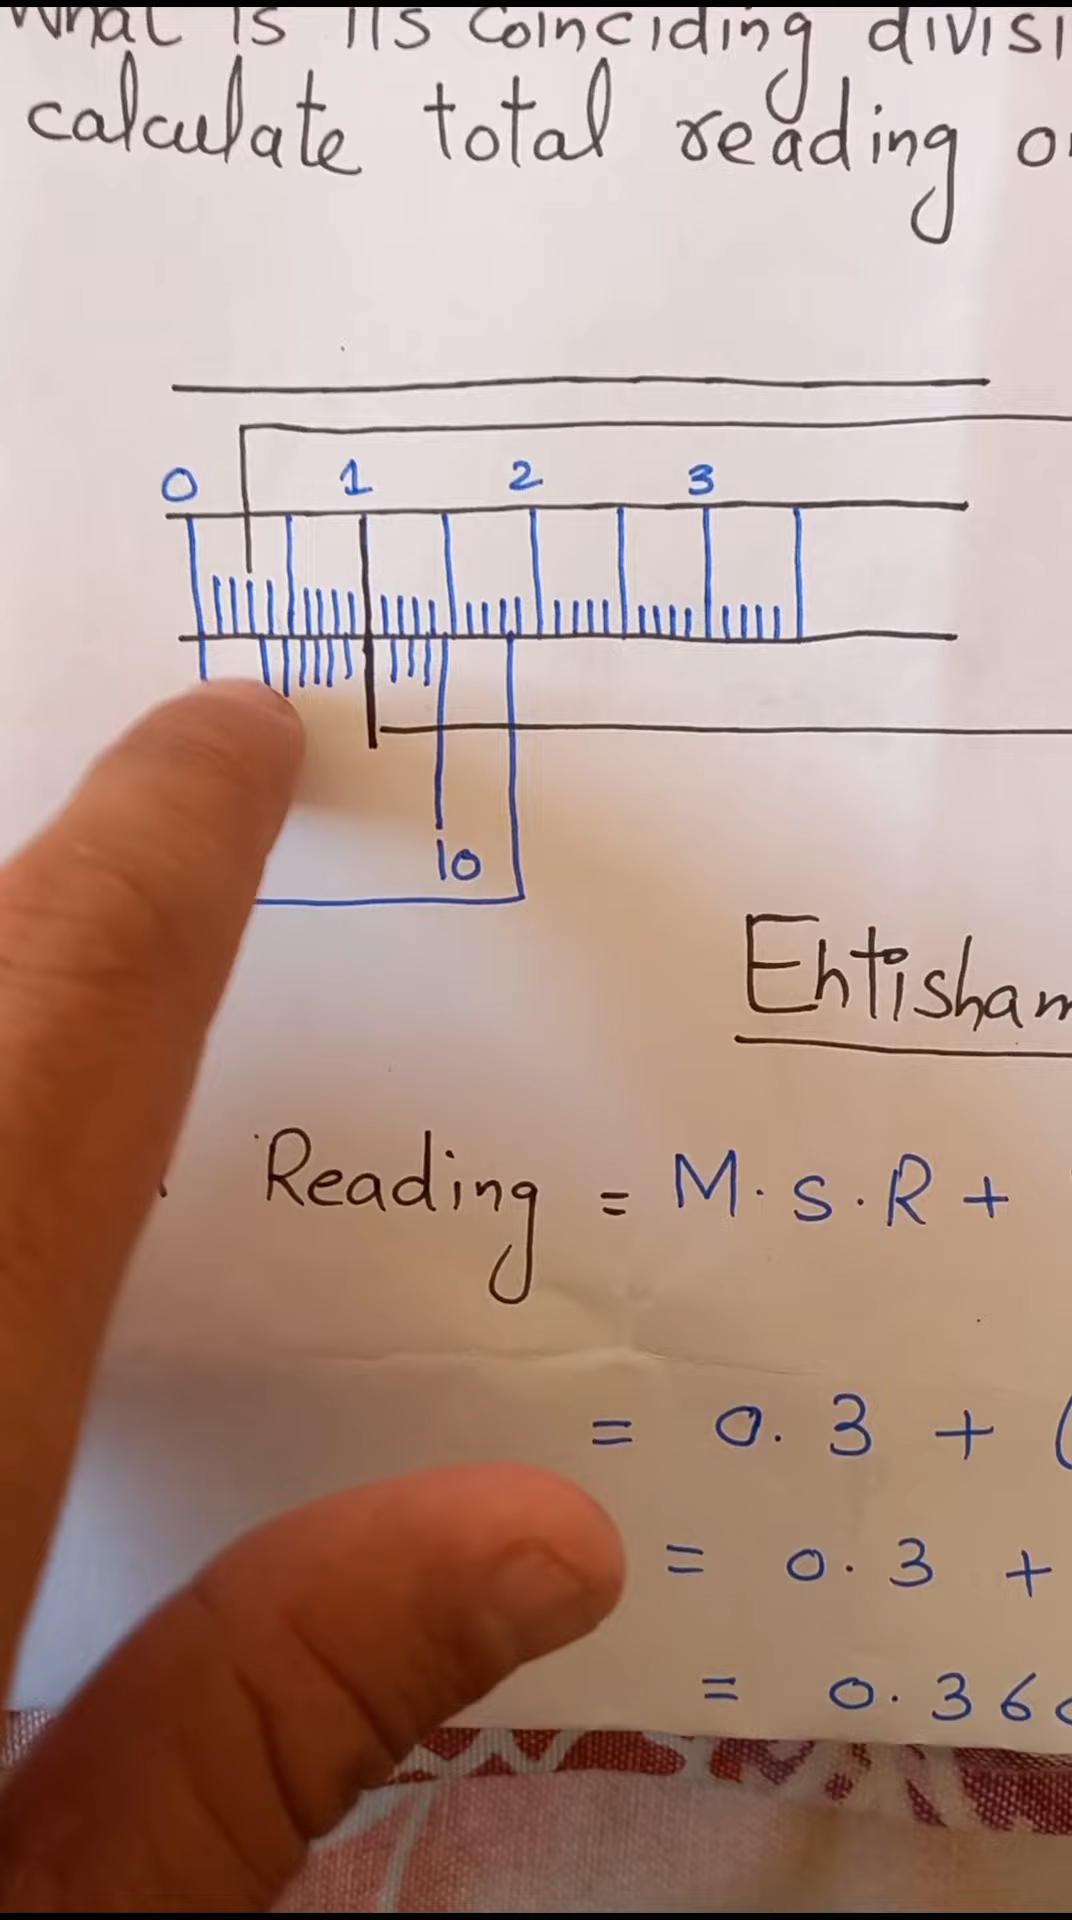 What is its coinciding divisi
calculate total reading o
0 1 2 3
10
Ehtisham
Reading = M.S.R +
= 0.3 + (
= 0.3 +
= 0.36